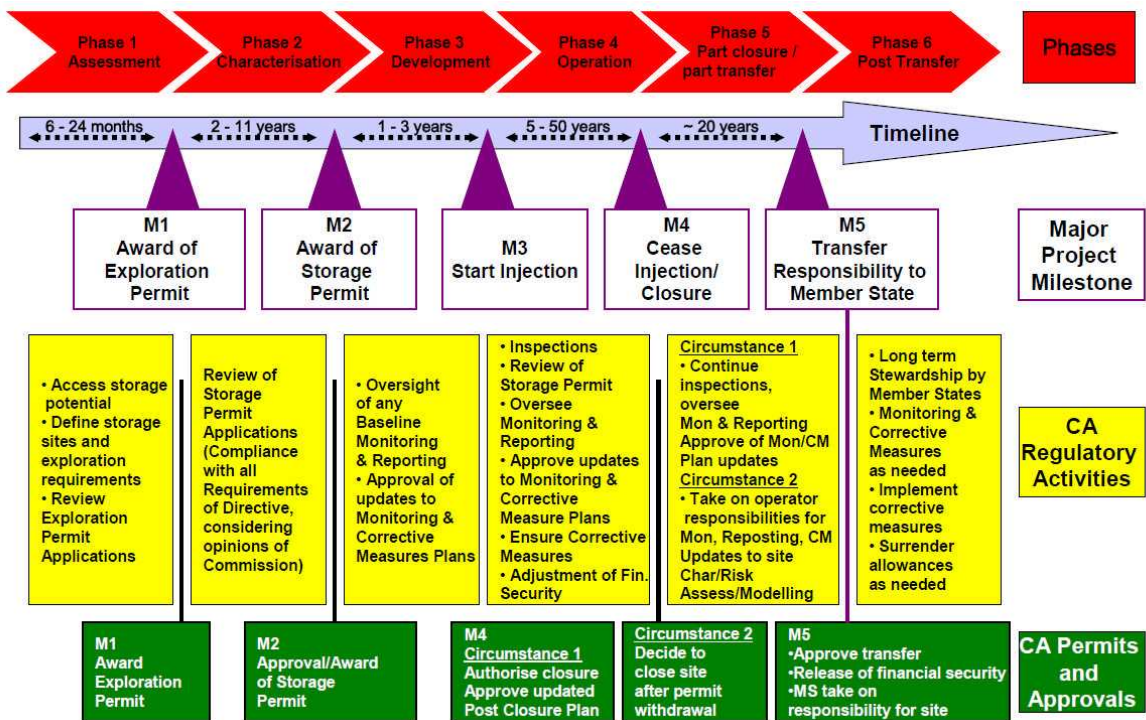 Phase 1
Assessment
Phase 2
Characterisation
Phase 3
Development
Phase 4
Operation
Phase 5
Part closure /
part transfer
Phase 6
Post Transfer
Phases
6 - 24 months
2 - 11 years
1 - 3 years
5 - 50 years
~ 20 years
Timeline
M1
Award of
Exploration
Permit
M2
Award of
Storage
Permit
M3
Start Injection
M4
Cease
Injection/
Closure
M5
Transfer
Responsibility to
Member State
Major
Project
Milestone
• Access storage
potential
• Define storage
sites and
exploration
requirements
• Review
Exploration
Permit
Applications
Review of
Storage
Permit
Applications
(Compliance with
all
Requirements
of Directive,
considering
opinions of
Commission)
• Oversight
of any
Baseline
Monitoring
& Reporting
• Approval of
updates to
Monitoring &
Corrective
Measures Plans
• Inspections
• Review of
Storage Permit
• Oversee
Monitoring &
Reporting
• Approve updates
to Monitoring &
Corrective
Measure Plans
• Ensure Corrective
Measures
• Adjustment of Fin.
Security
Circumstance 1
• Continue
inspections,
oversee
Mon & Reporting
Approve of Mon/CM
Plan updates
Circumstance 2
• Take on operator
responsibilities for
Mon, Reposting, CM
Updates to site
Char/Risk
Assess/Modelling
• Long term
Stewardship by
Member States
• Monitoring &
Corrective
Measures
as needed
• Implement
corrective
measures
• Surrender
allowances
as needed
CA
Regulatory
Activities
M1
Award
Exploration
Permit
M2
Approval/Award
of Storage
Permit
M4
Circumstance 1
Authorise closure
Approve updated
Post Closure Plan
Circumstance 2
Decide to
close site
after permit
withdrawal
M5
•Approve transfer
•Release of financial security
•MS take on
responsibility for site
CA Permits
and
Approvals